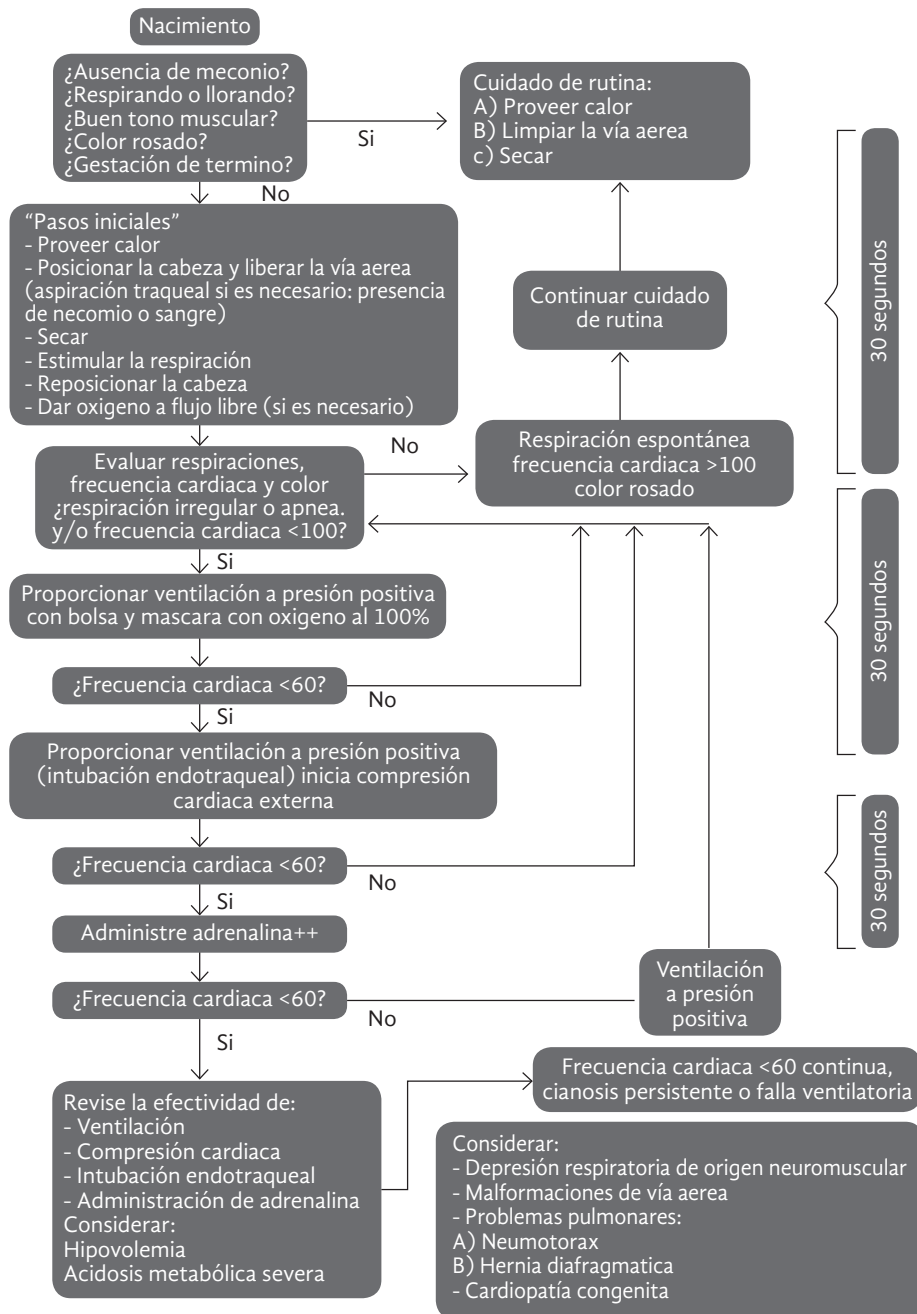 Nacimiento
¿Ausencia de meconio?
¿Respirando o llorando?
¿Buen tono muscular?
¿Color rosado?
¿Gestación de termino?
Si
Cuidado de rutina:
A) Proveer calor
B) Limpiar la vía aerea
c) Secar
No
“Pasos iniciales”
- Proveer calor
- Posicionar la cabeza y liberar la vía aerea
(aspiración traqueal si es necesario: presencia
de necomio o sangre)
- Secar
- Estimular la respiración
- Reposicionar la cabeza
- Dar oxigeno a flujo libre (si es necesario)
Continuar cuidado
de rutina
30 segundos
Evaluar respiraciones,
frecuencia cardiaca y color
¿respiración irregular o apnea.
y/o frecuencia cardiaca <100?
No
Respiración espontánea
frecuencia cardiaca >100
color rosado
Si
Proporcionar ventilación a presión positiva
con bolsa y mascara con oxigeno al 100%
30 segundos
¿Frecuencia cardiaca <60?
No
Si
Proporcionar ventilación a presión positiva
(intubación endotraqueal) inicia compresión
cardiaca externa
¿Frecuencia cardiaca <60?
No
30 segundos
Si
Administre adrenalina++
¿Frecuencia cardiaca <60?
No
Ventilación
a presión
positiva
Si
Revise la efectividad de:
- Ventilación
- Compresión cardiaca
- Intubación endotraqueal
- Administración de adrenalina
Considerar:
Hipovolemia
Acidosis metabólica severa
Frecuencia cardiaca <60 continua,
cianosis persistente o falla ventilatoria
Considerar:
- Depresión respiratoria de origen neuromuscular
- Malformaciones de vía aerea
- Problemas pulmonares:
A) Neumotorax
B) Hernia diafragmatica
- Cardiopatía congenita